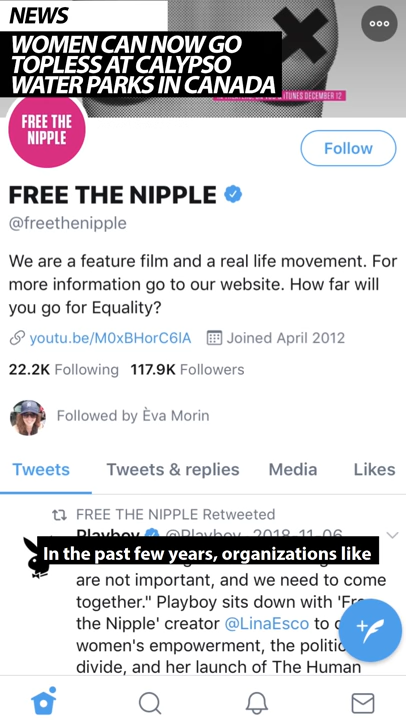 NEWS
WOMEN CAN NOW GO
TOPLESS AT CALYPSO
WATER PARKS IN CANADA
ITUNES DECEMBER 12
FREE THE
NIPPLE
Follow
FREE THE NIPPLE
@freethenipple
We are a feature film and a real life movement. For
more information go to our website. How far will
you go for Equality?
youtu.be/M0xBHorC6lA Joined April 2012
22.2K Following 117.9K Followers
Followed by Èva Morin
Tweets Tweets & replies Media Likes
FREE THE NIPPLE Retweeted
Playboy @Playboy 2018-11-06
In the past few years, organizations like
are not important, and we need to come
together." Playboy sits down with 'Free
the Nipple' creator @LinaEsco to
women's empowerment, the
divide, and her launch of The Human